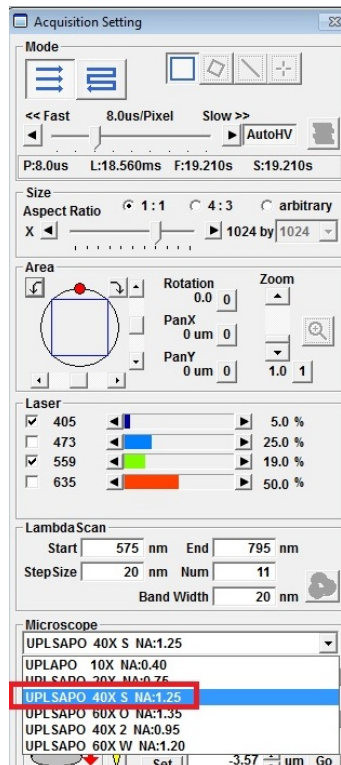 Acquisition Setting
Mode
<< Fast 8.0us/Pixel Slow >>
AutoHV
P:8.0us L:18.560ms F:19.210s S:19.210s
Size
Aspect Ratio 1:1 4:3 arbitrary
X 1024 by 1024
Area
Rotation Zoom
0.0 0
PanX
0 um 0
PanY
0 um 0 1.0 1
Laser
405 5.0 %
473 25.0 %
559 19.0 %
635 50.0 %
LambdaScan
Start 575 nm End 795 nm
StepSize 20 nm Num 11
Band Width 20 nm
Microscope
UPLSAPO 40X S NA:1.25
UPLAPO 10X NA:0.40
UPLSAPO 20X NA:0.75
UPLSAPO 40X S NA:1.25
UPLSAPO 60X O NA:1.35
UPLSAPO 40X 2 NA:0.95
UPLSAPO 60X W NA:1.20
Set -3.57 um Go